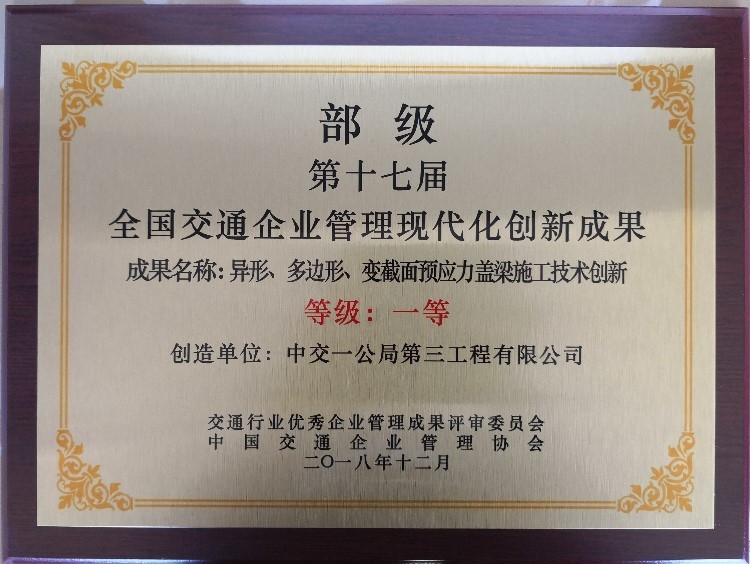 部级
第十七届
全国交通企业管理现代化创新成果
成果名称：异形、多边形、变截面预应力盖梁施工技术创新
等级：一等
创造单位：中交一公局第三工程有限公司
交通行业优秀企业管理成果评审委员会
中国交通企业管理协会
二〇一八年十二月